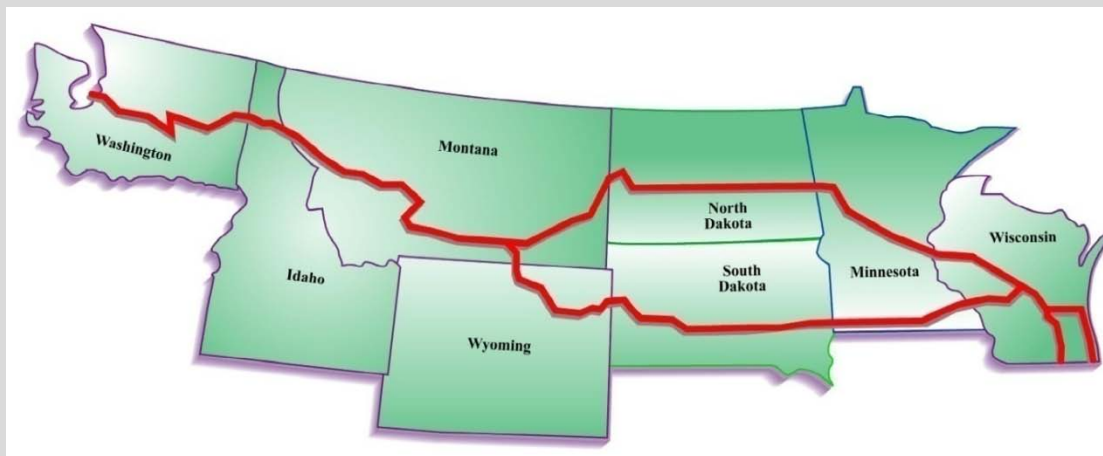 Washington
Montana
North
Dakota
Wisconsin
Idaho
South
Dakota
Minnesota
Wyoming